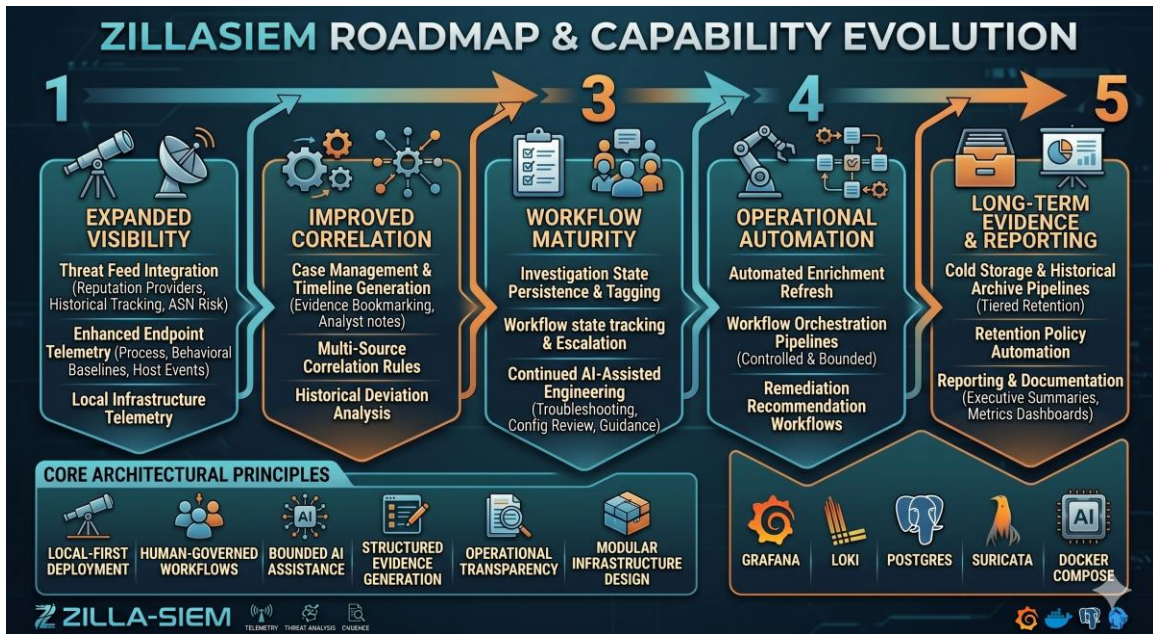 ZILLASIEM ROADMAP & CAPABILITY EVOLUTION
1
3
4
5
EXPANDED
VISIBILITY
Threat Feed Integration
(Reputation Providers,
Historical Tracking, ASN Risk)
Enhanced Endpoint
Telemetry (Process, Behavioral
Baselines, Host Events)
Local Infrastructure
Telemetry
IMPROVED
CORRELATION
Case Management &
Timeline Generation
(Evidence Bookmarking,
Analyst notes)
Multi-Source
Correlation Rules
Historical Deviation
Analysis
WORKFLOW
MATURITY
Investigation State
Persistence & Tagging
Workflow state tracking
& Escalation
Continued AI-Assisted
Engineering
(Troubleshooting,
Config Review, Guidance)
OPERATIONAL
AUTOMATION
Automated Enrichment
Refresh
Workflow Orchestration
Pipelines
(Controlled & Bounded)
Remediation
Recommendation
Workflows
LONG-TERM
EVIDENCE
& REPORTING
Cold Storage & Historical
Archive Pipelines
(Tiered Retention)
Retention Policy
Automation
Reporting & Documentation
(Executive Summaries,
Metrics Dashboards)
CORE ARCHITECTURAL PRINCIPLES
LOCAL-FIRST
DEPLOYMENT
HUMAN-GOVERNED
WORKFLOWS
AI
BOUNDED AI
ASSISTANCE
STRUCTURED
EVIDENCE
GENERATION
OPERATIONAL
TRANSPARENCY
MODULAR
INFRASTRUCTURE
DESIGN
GRAFANA
LOKI
POSTGRES
SURICATA
AI
DOCKER
COMPOSE
ZILLA-SIEM
TELEMETRY
THREAT ANALYSIS